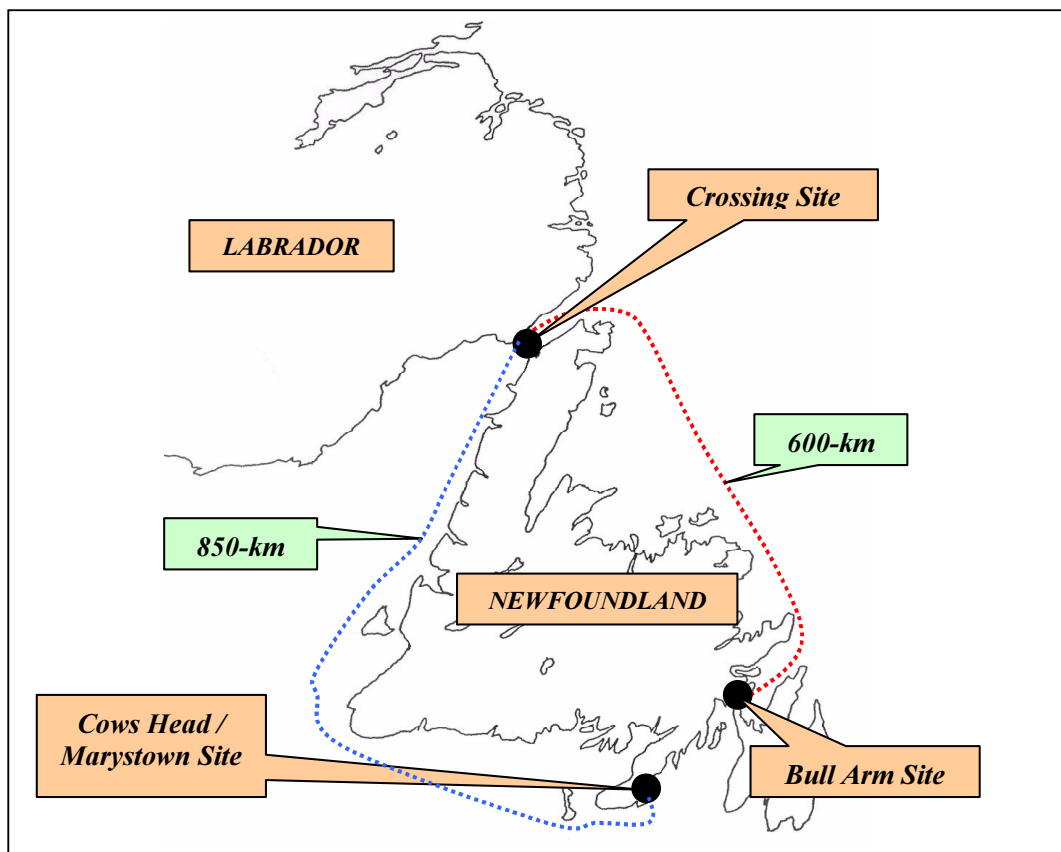 Crossing Site
LABRADOR
600-km
850-km
NEWFOUNDLAND
Cows Head /
Marystown Site
Bull Arm Site